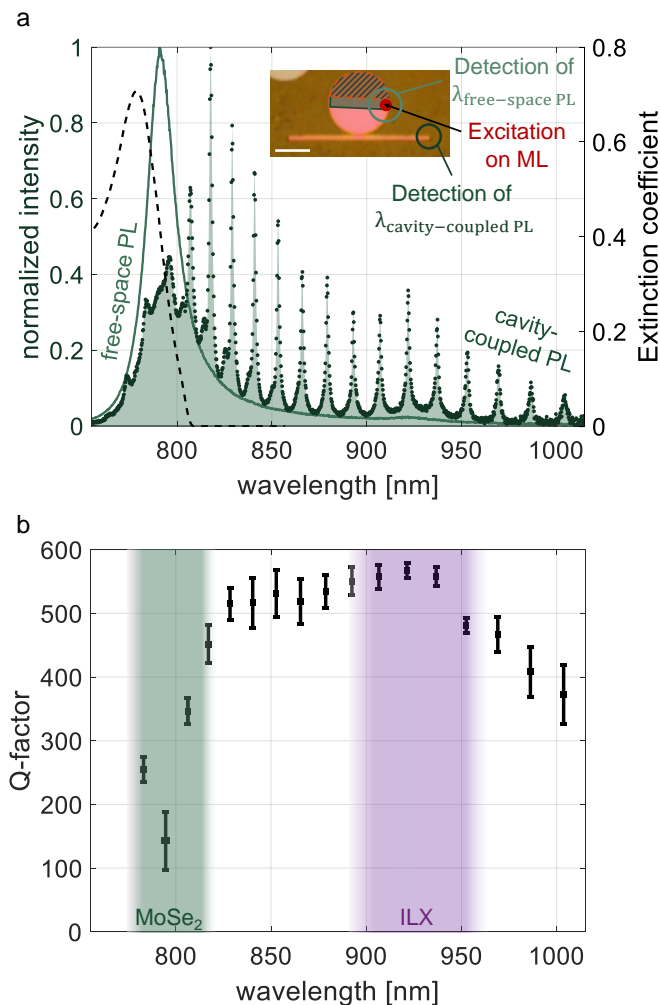 a
1
0.8
0.6
0.4
0.2
0
normalized intensity
free-space PL
Detection of
λfree−space PL
Excitation
on ML
Detection of
λcavity−coupled PL
cavity-
coupled PL
0.8
0.6
0.4
0.2
0
Extinction coefficient
800 850 900 950 1000
wavelength [nm]
b
600
500
400
300
200
100
0
Q-factor
MoSe2
ILX
800 850 900 950 1000
wavelength [nm]